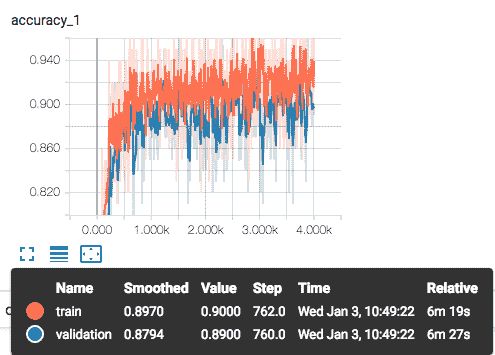 accuracy_1
0.940
0.900
0.860
0.820
0.000 1.000k 2.000k 3.000k 4.000k
Name Smoothed Value Step Time Relative
train 0.8970 0.9000 762.0 Wed Jan 3, 10:49:22 6m 19s
validation 0.8794 0.8900 760.0 Wed Jan 3, 10:49:22 6m 27s